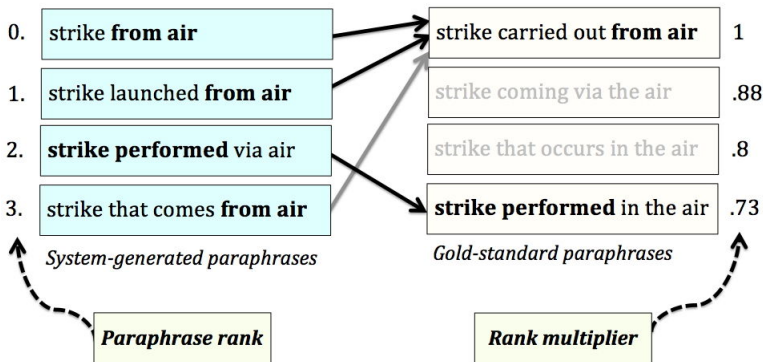 0. strike from air strike carried out from air 1
1. strike launched from air strike coming via the air .88
2. strike performed via air strike that occurs in the air .8
3. strike that comes from air strike performed in the air .73
System-generated paraphrases Gold-standard paraphrases
Paraphrase rank Rank multiplier